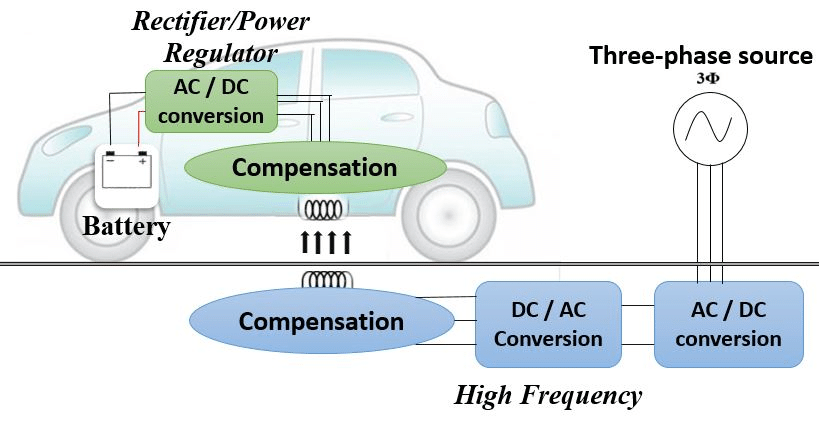 Rectifier/Power
Regulator
Three-phase source
3Φ
AC / DC
conversion
Compensation
− +
Battery
Compensation
DC / AC
Conversion
AC / DC
conversion
High Frequency